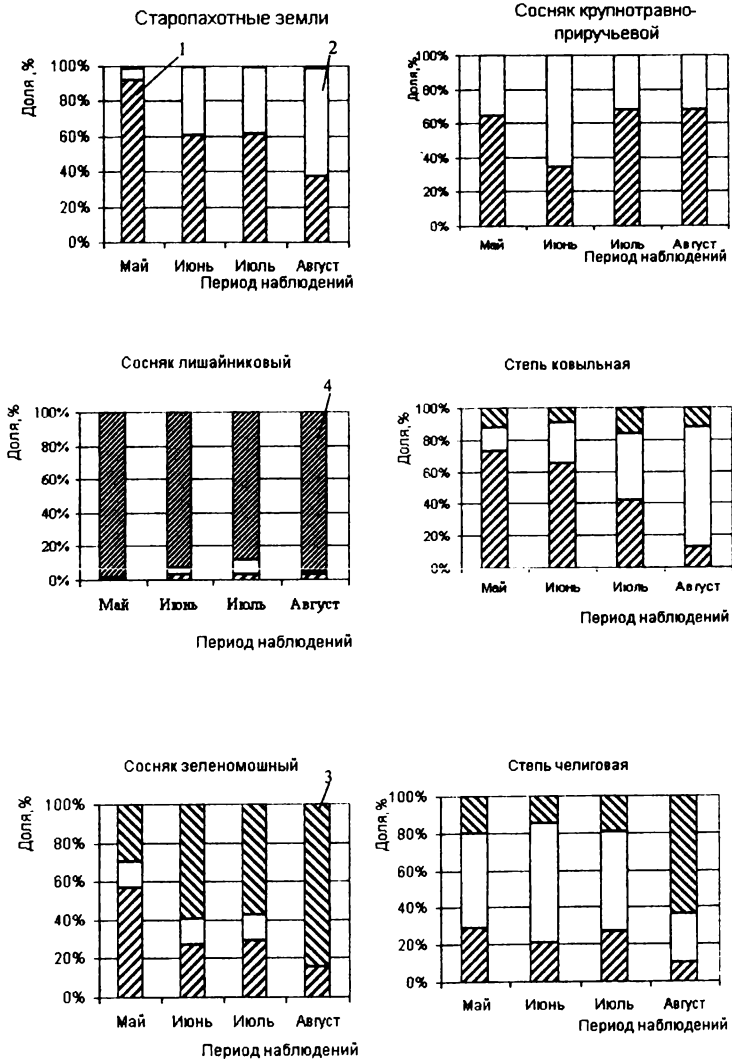 Старопахотные земли
1
2
Доля,%
100%
80%
60%
40%
20%
0%
Май Июнь Июль Август
Период наблюдений
Сосняк крупнотравно-
приручьевой
Доля,%
100%
80%
60%
40%
20%
0%
Май Июнь Июль Август
Период наблюдений
Сосняк лишайниковый
4
Доля,%
100%
80%
60%
40%
20%
0%
Май Июнь Июль Август
Период наблюдений
Степь ковыльная
Доля,%
100%
80%
60%
40%
20%
0%
Май Июнь Июль Август
Период наблюдений
Сосняк зеленомошный
3
Доля,%
100%
80%
60%
40%
20%
0%
Май Июнь Июль Август
Период наблюдений
Степь челиговая
Доля,%
100%
80%
60%
40%
20%
0%
Май Июнь Июль Август
Период наблюдений